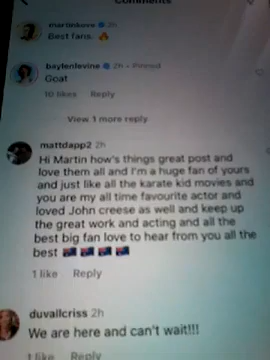 Comments
martinkove 2h
Best fans. 🔥
baylenlevine 2h • Pinned
Goat
10 likes Reply
View 1 more reply
mattdapp2 2h
Hi Martin how's things great post and
love them all and I'm a huge fan of yours
and just like all the karate kid movies and
you are my all time favourite actor and
loved John creese as well and keep up
the great work and acting and all the
best big fan love to hear from you all the
best 🇦🇺 🇦🇺 🇦🇺 🇦🇺
1 like Reply
duvallcriss 2h
We are here and can't wait!!!
1 like Reply